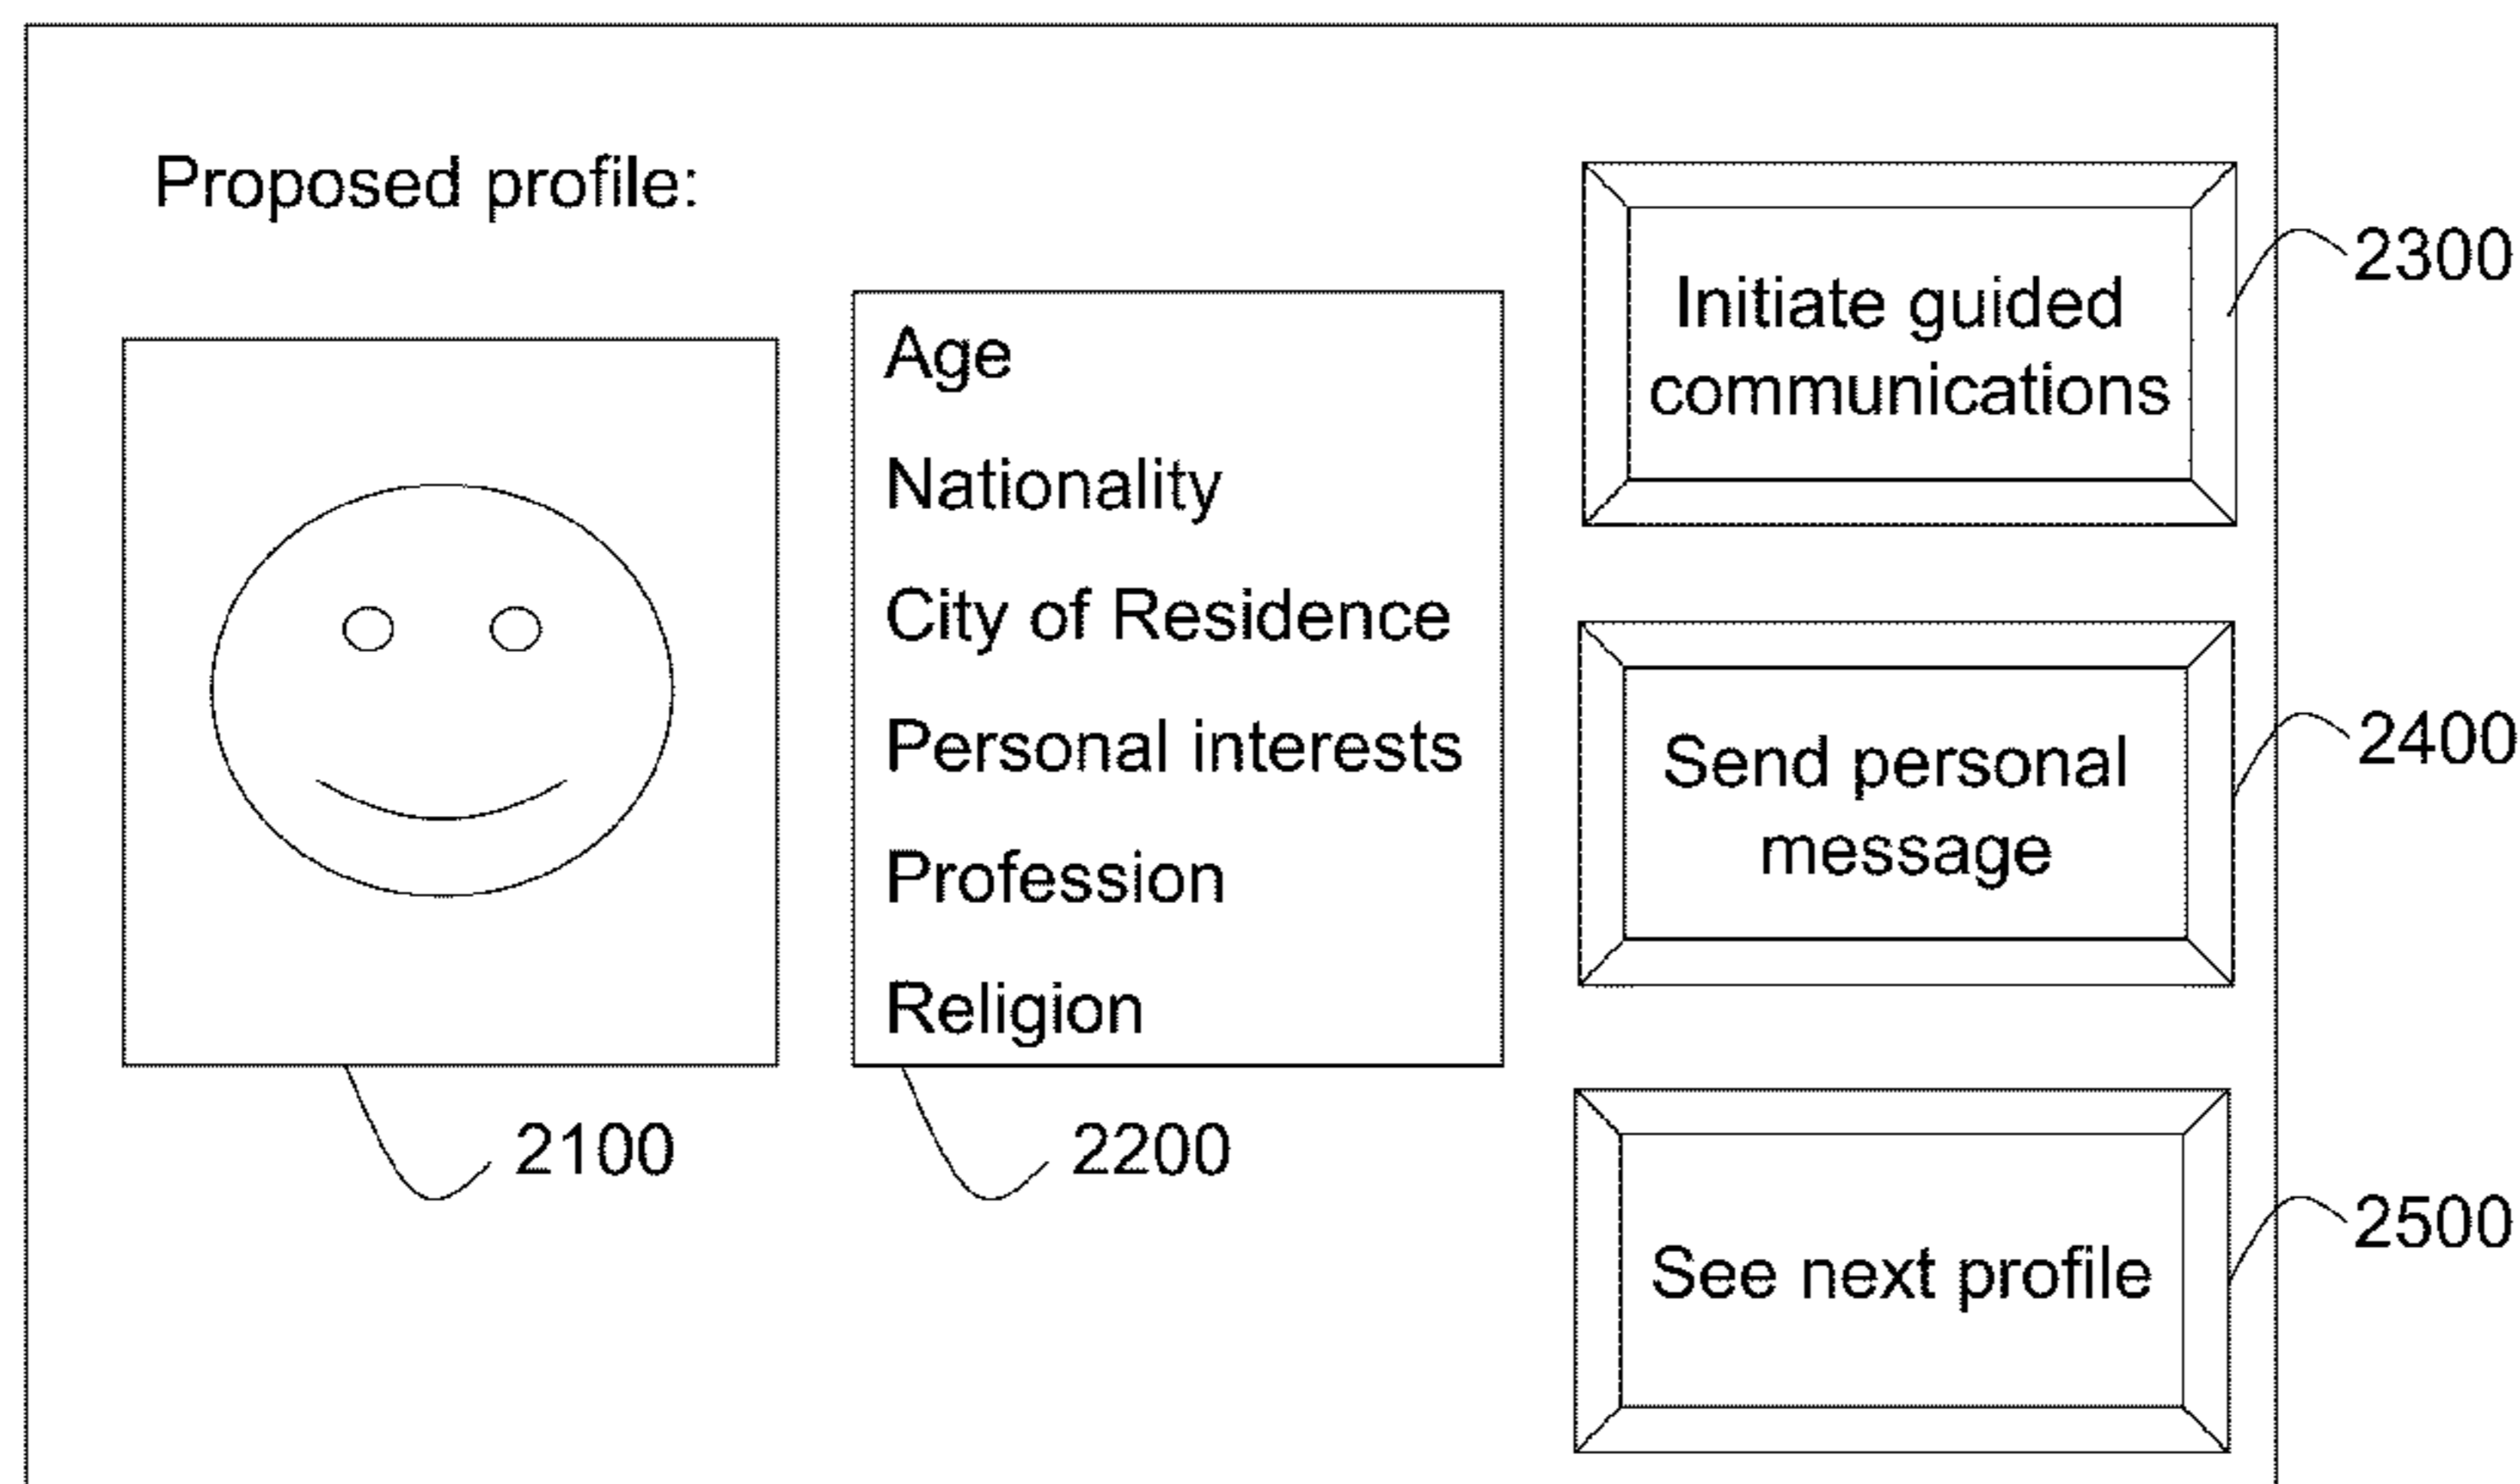 Proposed profile:
Age
Nationality
City of Residence
Personal interests
Profession
Religion
2100
2200
Initiate guided
communications
2300
Send personal
message
2400
See next profile
2500